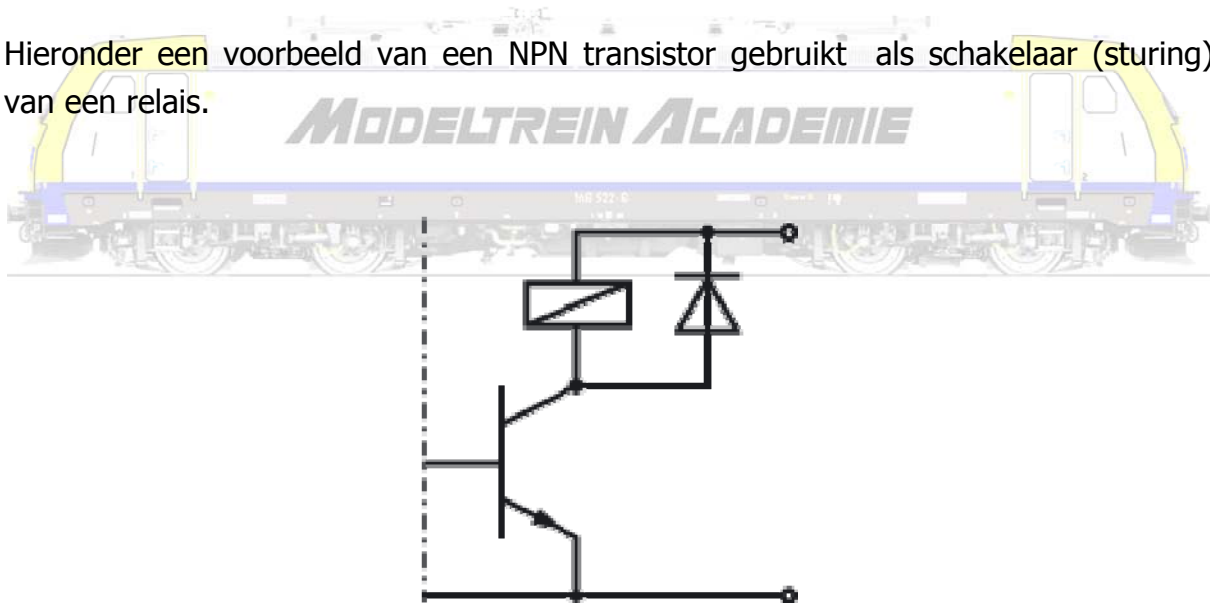 Hieronder een voorbeeld van een NPN transistor gebruikt als schakelaar (sturing)
van een relais.
MODELTREIN ACADEMIE